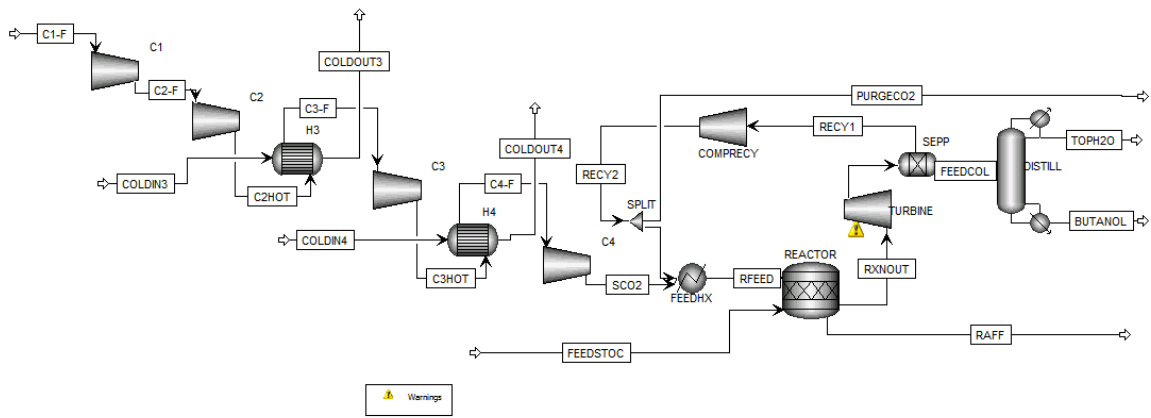 C1-F
C1
C2-F
C2
COLDOUT3
C3-F
H3
COLDIN3
C2HOT
C3
COLDOUT4
C4-F
H4
COLDIN4
C3HOT
C4
SCO2
RECY2
SPLIT
COMPRECY
RECY1
PURGECO2
SEPP
FEEDCOL
DISTILL
TOPH2O
BUTANOL
TURBINE
REACTOR
RXNOUT
RFEED
FEEDHX
FEEDSTOC
RAFF
Warnings